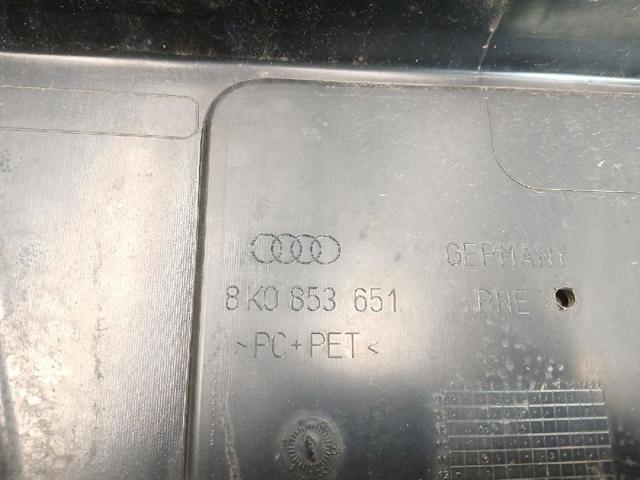 GERMANY
8K0 853 651 PNE
>PC+PET<